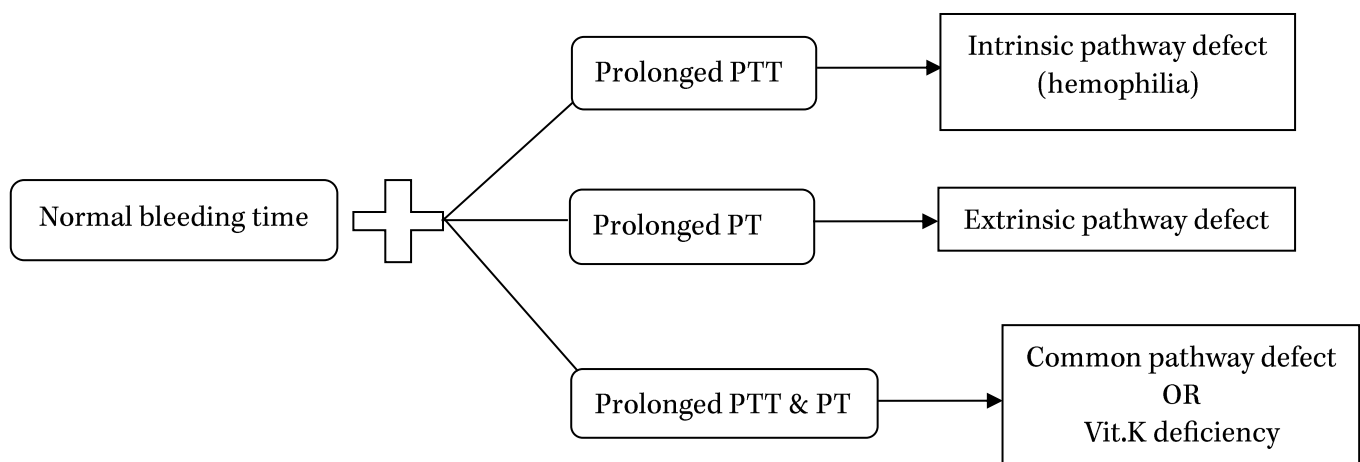 Normal bleeding time
Prolonged PTT
Intrinsic pathway defect
(hemophilia)
Prolonged PT
Extrinsic pathway defect
Prolonged PTT & PT
Common pathway defect
OR
Vit.K deficiency